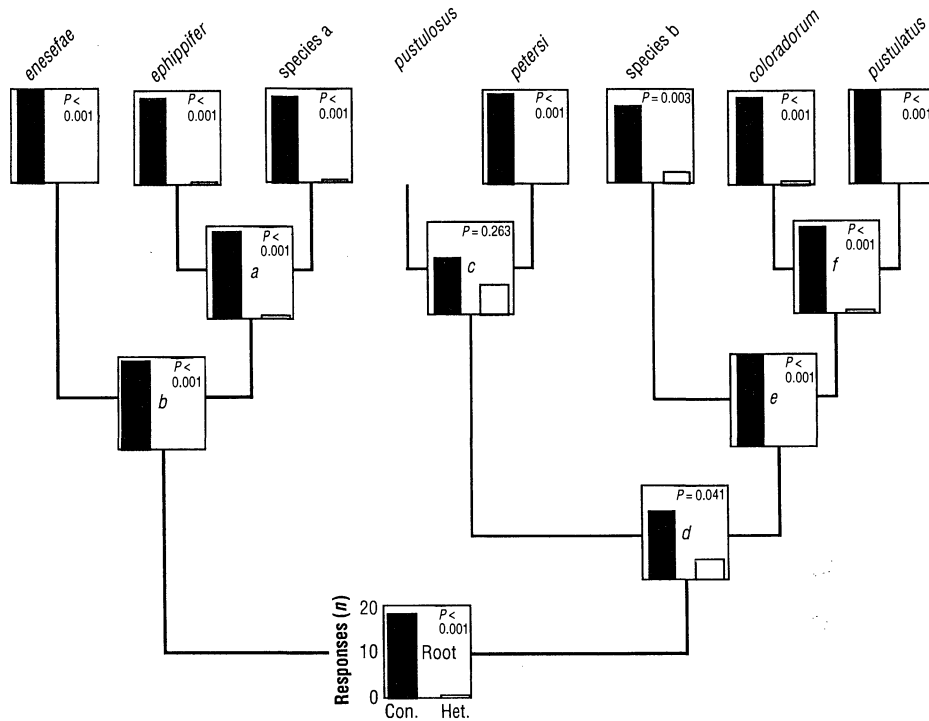 enesefae
ephippifer
species a
pustulosus
petersi
species b
coloradorum
pustulatus
P <
0.001
P <
0.001
P <
0.001
P <
0.001
P = 0.003
P <
0.001
P <
0.001
P <
0.001
a
P = 0.263
c
P <
0.001
f
P <
0.001
b
P <
0.001
e
P = 0.041
d
Responses (n)
20
10
0
P <
0.001
Root
Con. Het.